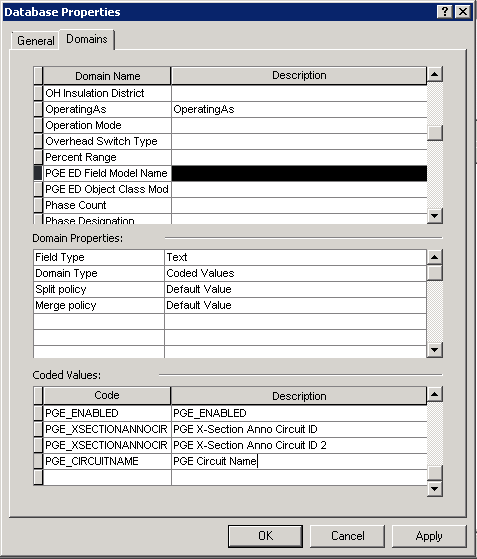 Database Properties
General Domains
Domain Name Description
OH Insulation District
OperatingAs OperatingAs
Operation Mode
Overhead Switch Type
Percent Range
PGE ED Field Model Name
PGE ED Object Class Mod
Phase Count
Phase Designation
Domain Properties:
Field Type Text
Domain Type Coded Values
Split policy Default Value
Merge policy Default Value
Coded Values:
Code Description
PGE_ENABLED PGE_ENABLED
PGE_XSECTIONANNOCIR PGE X-Section Anno Circuit ID
PGE_XSECTIONANNOCIR PGE X-Section Anno Circuit ID 2
PGE_CIRCUITNAME PGE Circuit Name
OK Cancel Apply